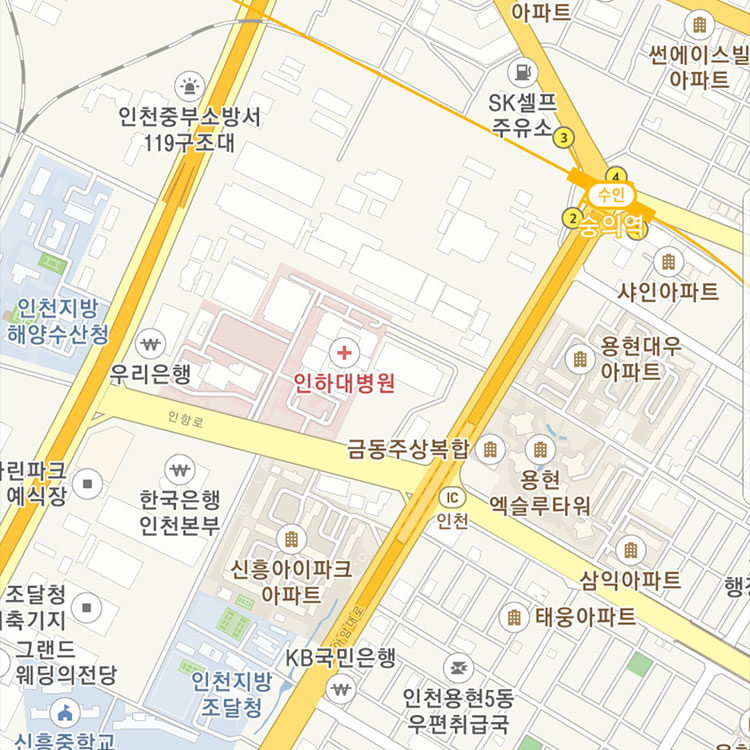 아파트
썬에이스빌
아파트
SK셀프
주유소
인천중부소방서
119구조대
3
4
수인
2
숭의역
샤인아파트
인천지방
해양수산청
우리은행
용현대우
아파트
인하대병원
인항로
금동주상복합
용현
엑슬루타워
파크
예식장
한국은행
인천본부
IC
인천
신흥아이파크
아파트
삼익아파트
조달청
축기지
태웅아파트
아암대로
그랜드
웨딩의전당
KB국민은행
인천지방
조달청
인천용현5동
우편취급국
신흥중학교